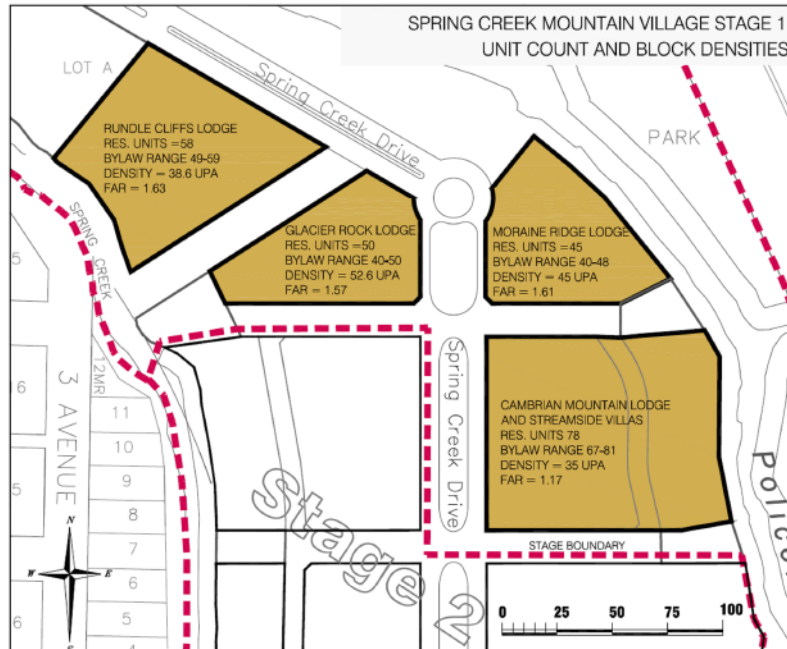 SPRING CREEK MOUNTAIN VILLAGE STAGE 1
UNIT COUNT AND BLOCK DENSITIES
LOT A
Spring Creek Drive
PARK
RUNDLE CLIFFS LODGE
RES. UNITS =58
BYLAW RANGE 49-59
DENSITY = 38.6 UPA
FAR = 1.63
GLACIER ROCK LODGE
RES. UNITS =50
BYLAW RANGE 40-50
DENSITY = 52.6 UPA
FAR = 1.57
MORAINE RIDGE LODGE
RES. UNITS =45
BYLAW RANGE 40-48
DENSITY = 45 UPA
FAR = 1.61
SPRING CREEK
Spring Creek Drive
CAMBRIAN MOUNTAIN LODGE
AND STREAMSIDE VILLAS
RES. UNITS 78
BYLAW RANGE 67-81
DENSITY = 35 UPA
FAR = 1.17
5
6
5
6
3 AVENUE
12MR
11
10
9
8
7
6
5
4
Stage 2
STAGE BOUNDARY
N
W
E
S
0 25 50 75 100